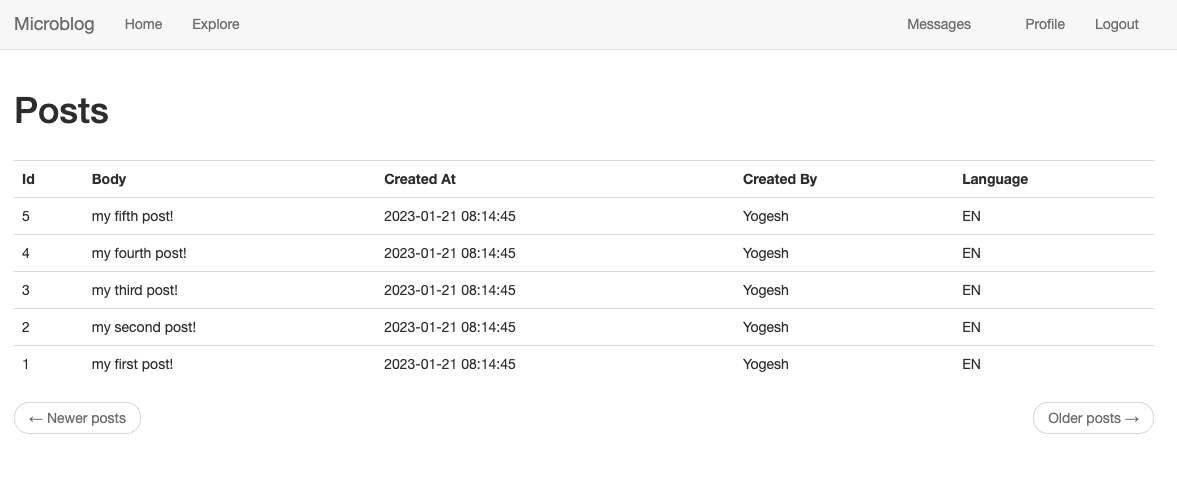 Microblog Home Explore Messages Profile Logout
Posts
Id Body Created At Created By Language
5 my fifth post! 2023-01-21 08:14:45 Yogesh EN
4 my fourth post! 2023-01-21 08:14:45 Yogesh EN
3 my third post! 2023-01-21 08:14:45 Yogesh EN
2 my second post! 2023-01-21 08:14:45 Yogesh EN
1 my first post! 2023-01-21 08:14:45 Yogesh EN
← Newer posts Older posts →